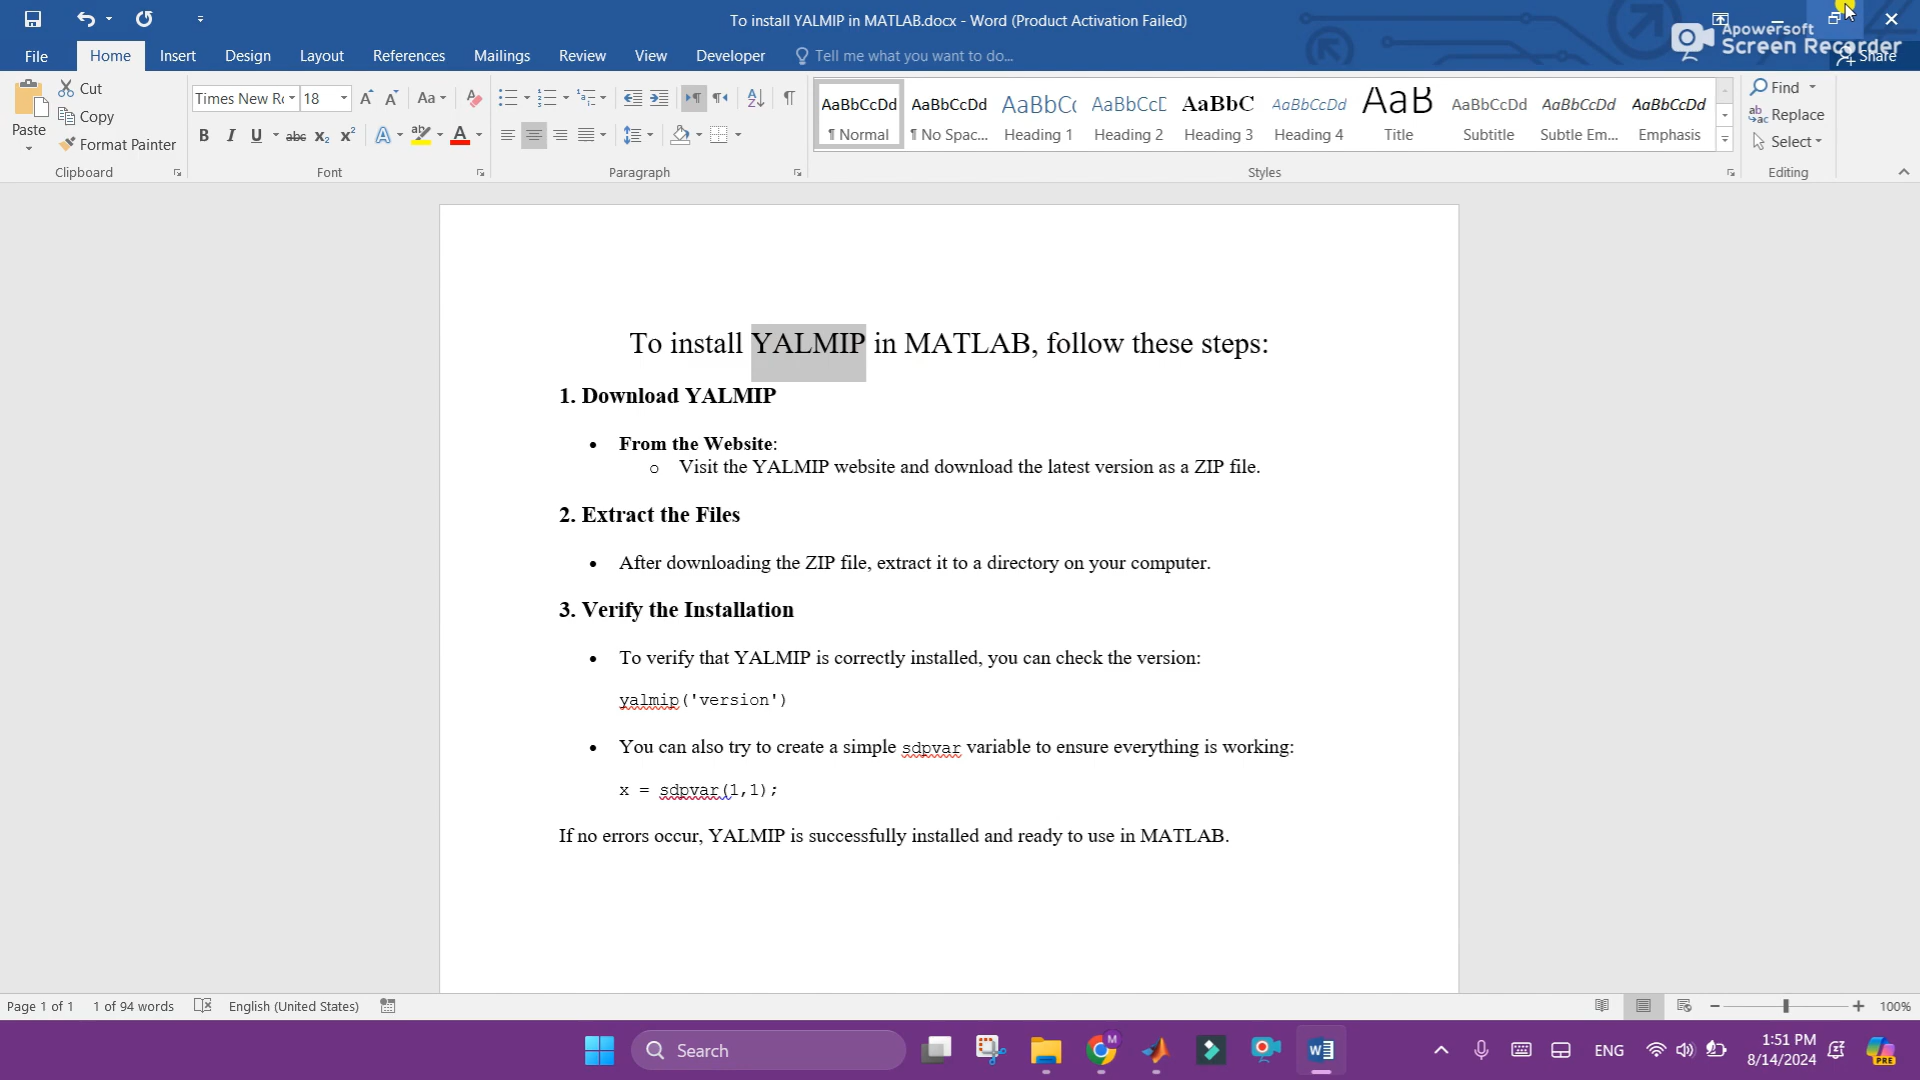 To install YALMIP in MATLAB.docx - Word (Product Activation Failed)
Apowersoft
Screen Recorder
File Home Insert Design Layout References Mailings Review View Developer Tell me what you want to do... Share
Paste
Cut
Copy
Format Painter
Clipboard
Times New Ro 18
Font
Paragraph
AaBbCcDd ¶ Normal
AaBbCcDd ¶ No Spac...
AaBbCc Heading 1
AaBbCcD Heading 2
AaBbC Heading 3
AaBbCcDd Heading 4
AaB Title
AaBbCcDd Subtitle
AaBbCcDd Subtle Em...
AaBbCcDd Emphasis
Styles
Find
Replace
Select
Editing
To install YALMIP in MATLAB, follow these steps:
1. Download YALMIP
• From the Website:
o Visit the YALMIP website and download the latest version as a ZIP file.
2. Extract the Files
• After downloading the ZIP file, extract it to a directory on your computer.
3. Verify the Installation
• To verify that YALMIP is correctly installed, you can check the version:
yalmip('version')
• You can also try to create a simple sdpvar variable to ensure everything is working:
x = sdpvar(1,1);
If no errors occur, YALMIP is successfully installed and ready to use in MATLAB.
Page 1 of 1 1 of 94 words English (United States) 100%
Search ENG 1:51 PM
8/14/2024